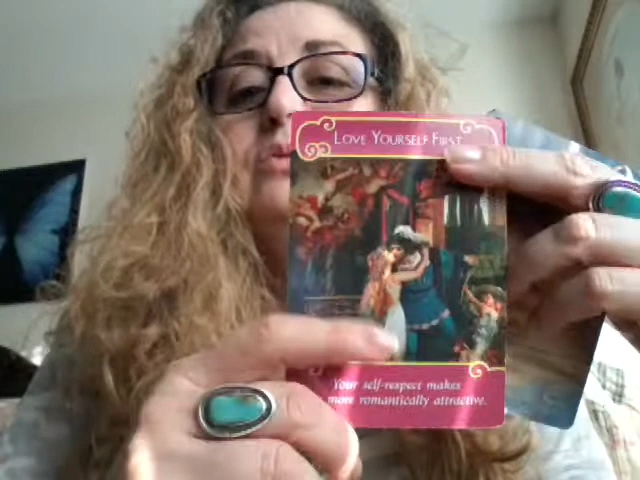 LOVE YOURSELF FIRST
Your self-respect makes
more romantically attractive.